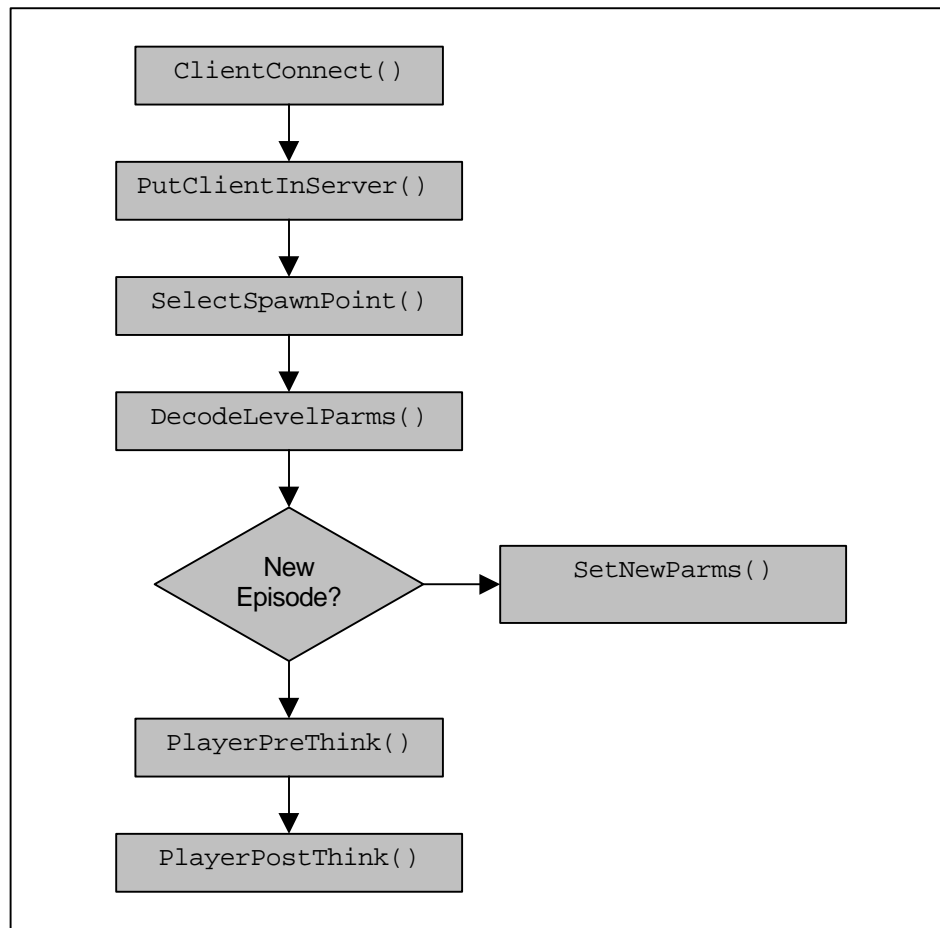 ClientConnect()
PutClientInServer()
SelectSpawnPoint()
DecodeLevelParms()
New
Episode?
SetNewParms()
PlayerPreThink()
PlayerPostThink()